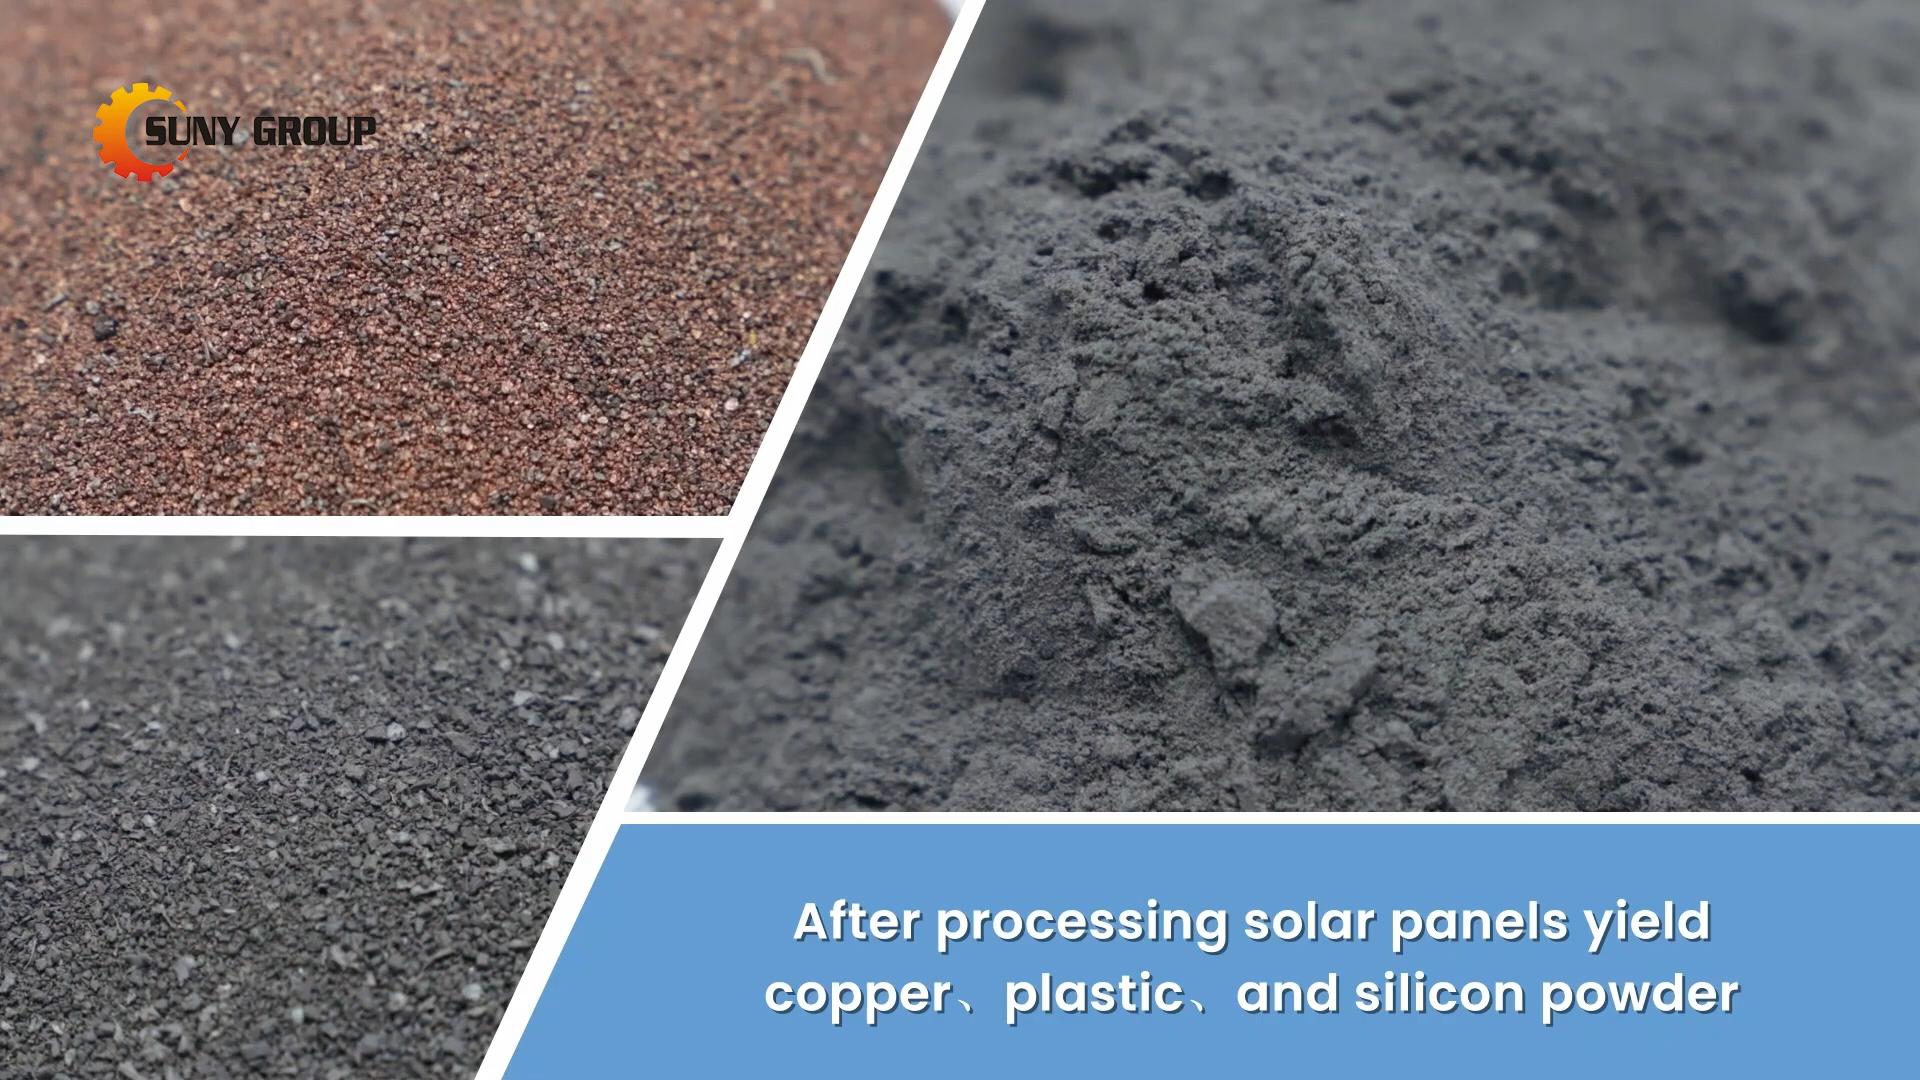 SUNY GROUP
After processing solar panels yield
copper、plastic、and silicon powder